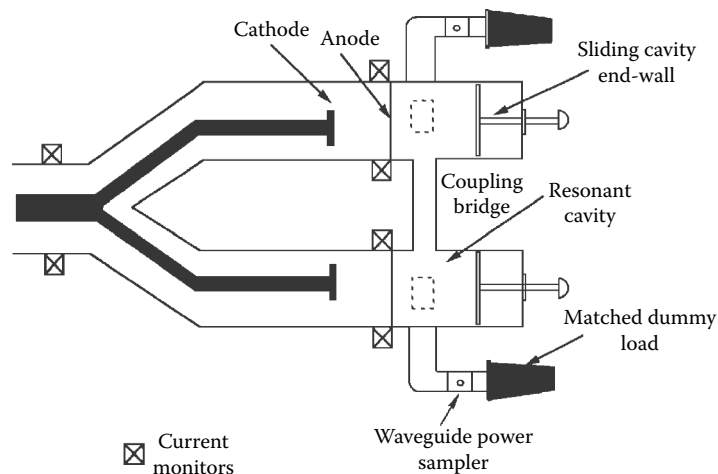 Cathode
Anode
Sliding cavity
end-wall
Coupling
bridge
Resonant
cavity
Matched dummy
load
Waveguide power
sampler
Current
monitors